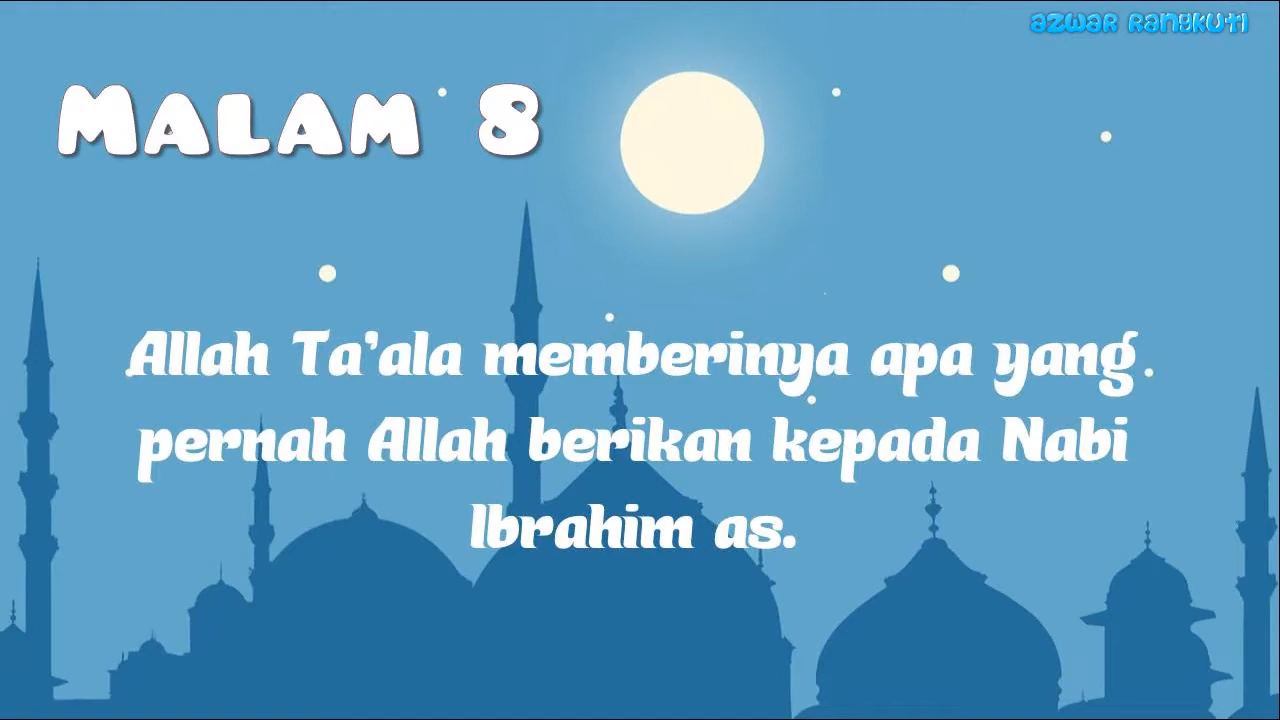 azwar rangkuti
Malam 8
Allah Ta'ala memberinya apa yang
pernah Allah berikan kepada Nabi
Ibrahim as.